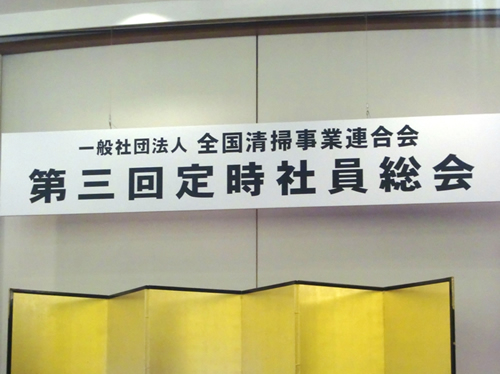 一般社団法人 全国清掃事業連合会
第三回定時社員総会